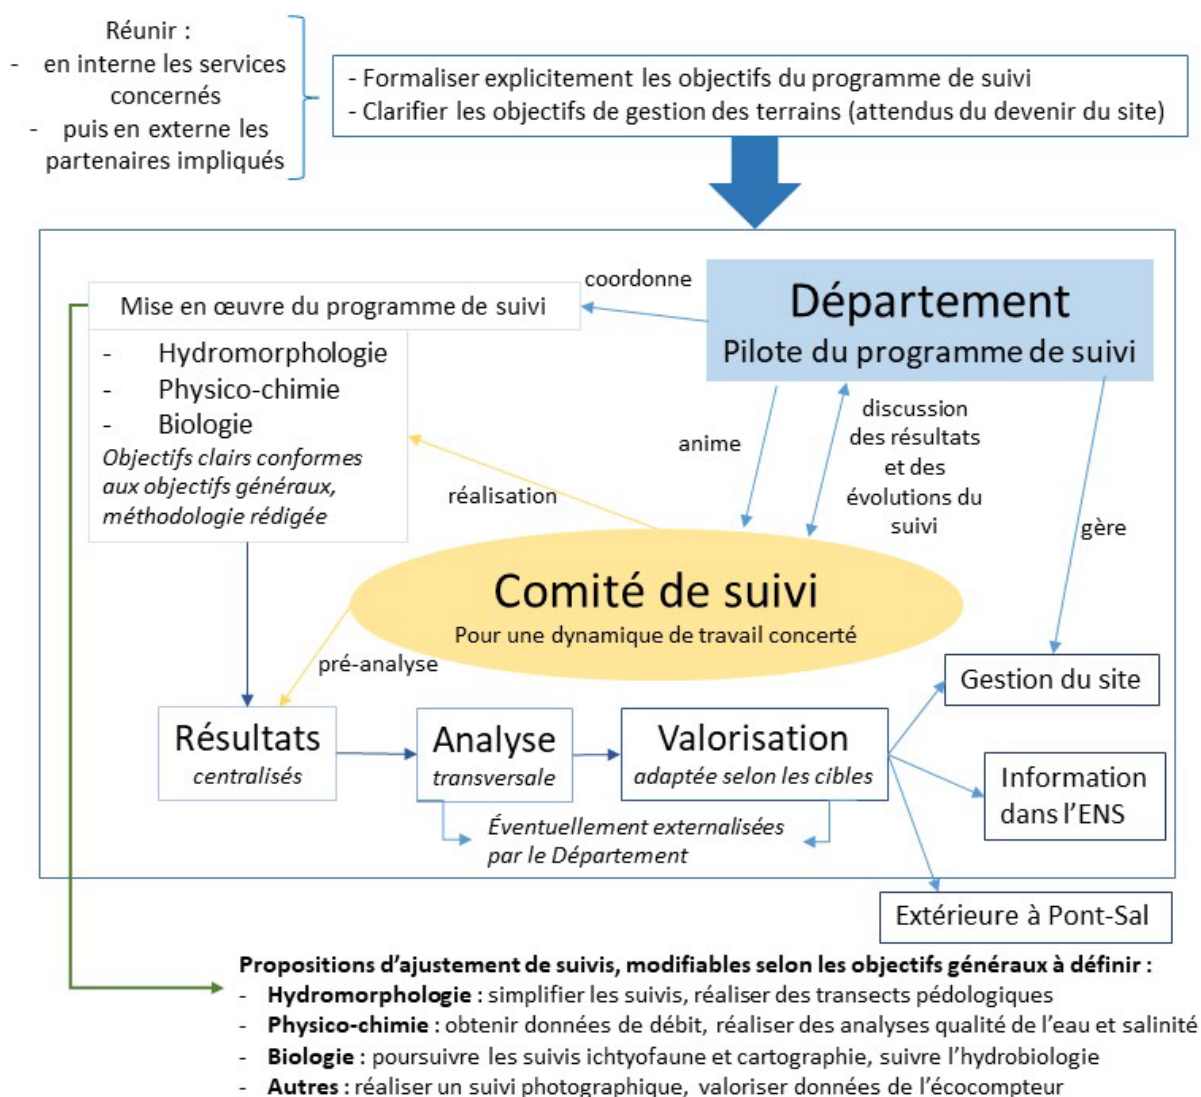 Réunir :
- en interne les services
concernés
- puis en externe les
partenaires impliqués
- Formaliser explicitement les objectifs du programme de suivi
- Clarifier les objectifs de gestion des terrains (attendus du devenir du site)
coordonne
Département
Pilote du programme de suivi
Mise en œuvre du programme de suivi
- Hydromorphologie
- Physico-chimie
- Biologie
Objectifs clairs conformes
aux objectifs généraux,
méthodologie rédigée
anime
discussion
des résultats
et des
évolutions du
suivi
réalisation
gère
Comité de suivi
Pour une dynamique de travail concerté
pré-analyse
Gestion du site
Résultats
centralisés
Analyse
transversale
Valorisation
adaptée selon les cibles
Information
dans l'ENS
Éventuellement externalisées
par le Département
Extérieure à Pont-Sal
Propositions d'ajustement de suivis, modifiables selon les objectifs généraux à définir :
- Hydromorphologie : simplifier les suivis, réaliser des transects pédologiques
- Physico-chimie : obtenir données de débit, réaliser des analyses qualité de l'eau et salinité
- Biologie : poursuivre les suivis ichtyofaune et cartographie, suivre l'hydrobiologie
- Autres : réaliser un suivi photographique, valoriser données de l'écocompteur